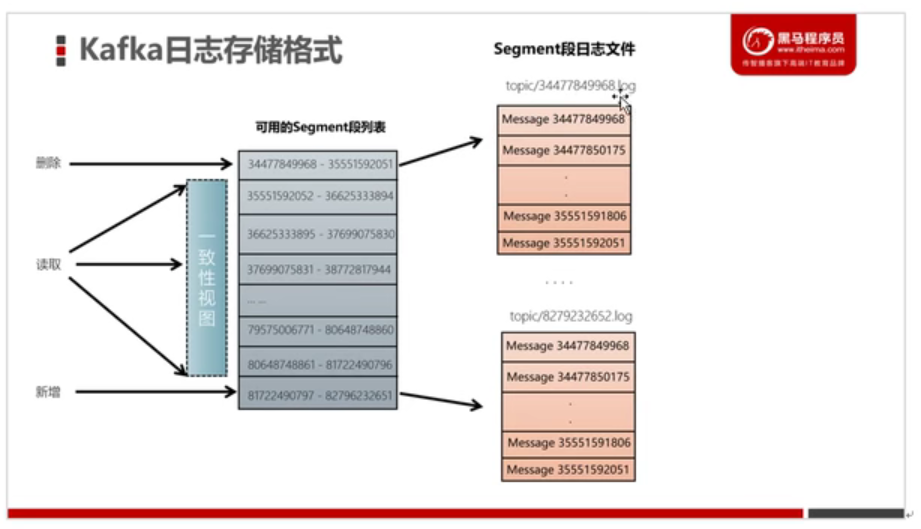 Kafka日志存储格式
黑马程序员
www.itheima.com
传智播客旗下高端IT教育品牌
Segment段日志文件
topic/34477849968.log
可用的Segment段列表
删除
读取
新增
一致性视图
34477849968 - 35551592051
35551592052 - 36625333894
36625333895 - 37699075830
37699075831 - 38772817944
... ...
79575006771 - 80648748860
80648748861 - 81722490796
81722490797 - 82796232651
Message 34477849968
Message 34477850175
.
.
Message 35551591806
Message 35551592051
. . . .
topic/8279232652.log
Message 34477849968
Message 34477850175
.
.
Message 35551591806
Message 35551592051